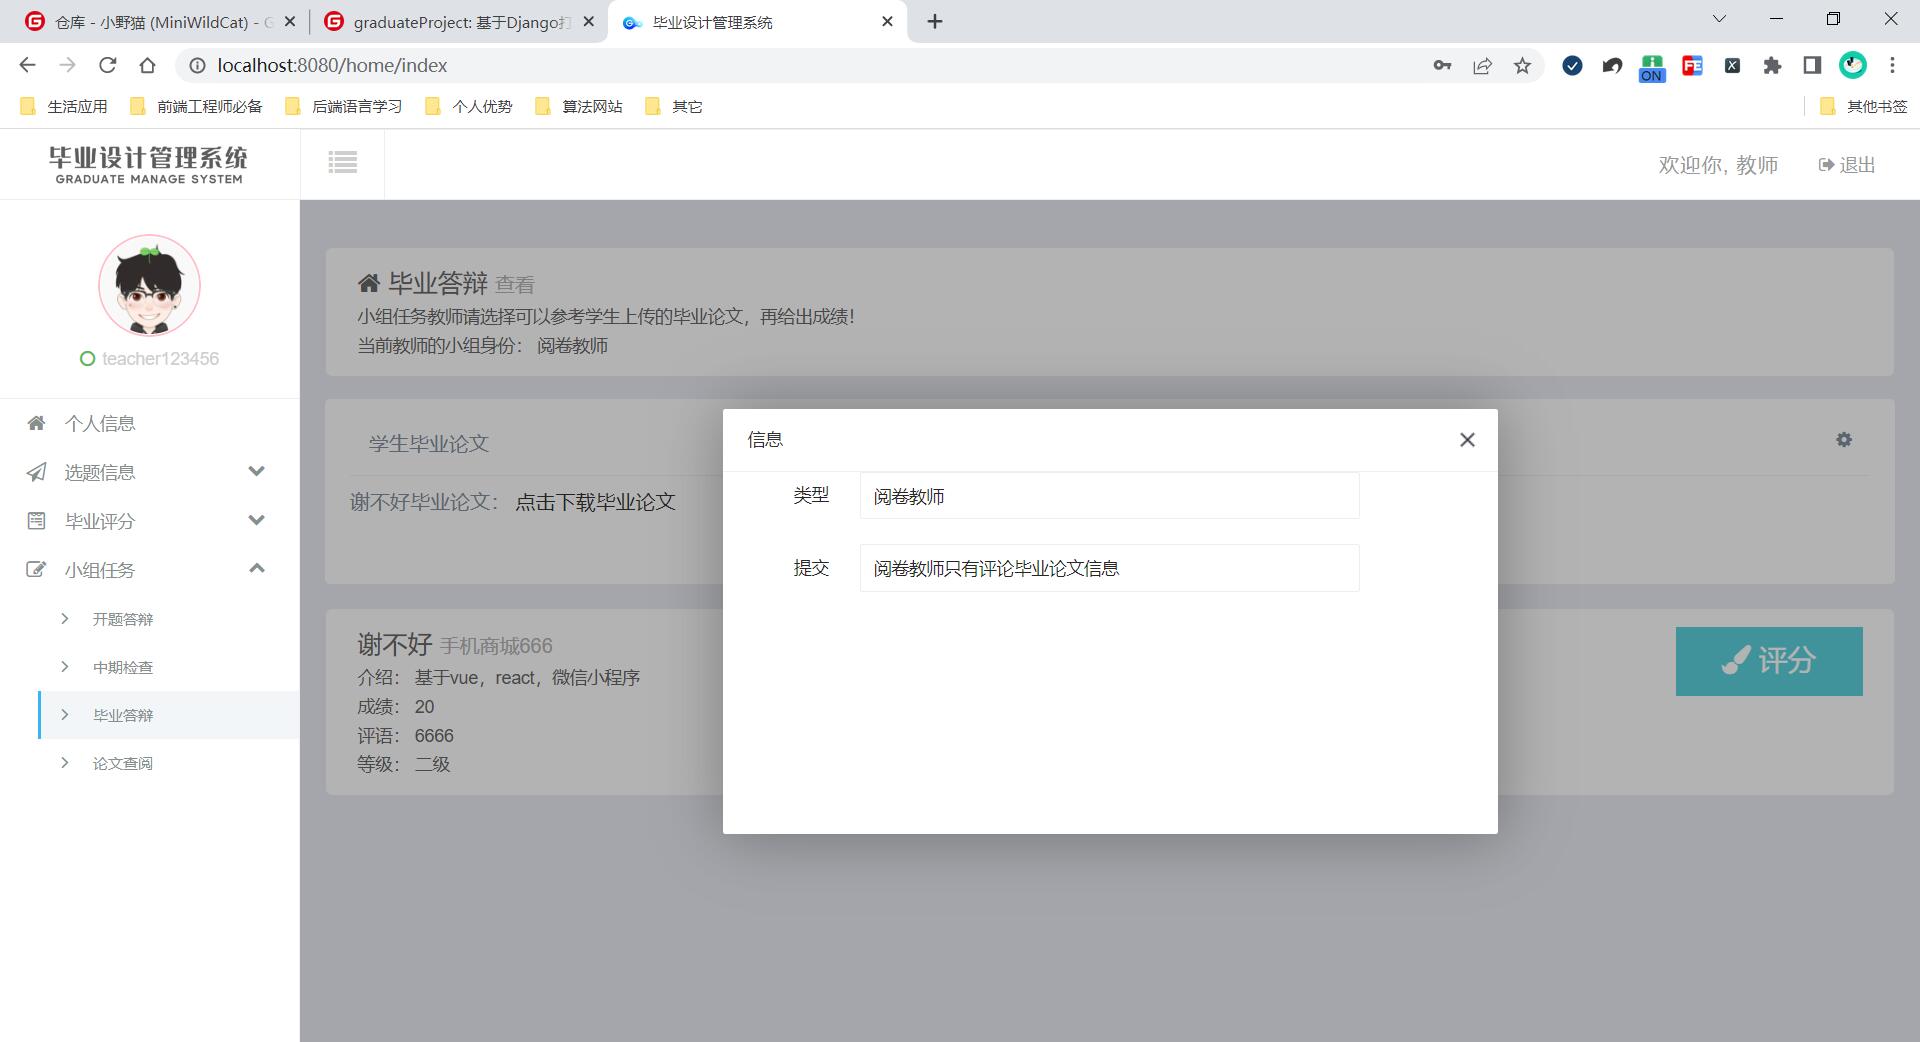 仓库 - 小野猫 (MiniWildCat) - G
graduateProject: 基于Django打
毕业设计管理系统
localhost:8080/home/index
ON
FE
生活应用
前端工程师必备
后端语言学习
个人优势
算法网站
其它
其他书签
毕业设计管理系统
GRADUATE MANAGE SYSTEM
欢迎你, 教师
退出
teacher123456
个人信息
选题信息
毕业评分
小组任务
开题答辩
中期检查
毕业答辩
论文查阅
毕业答辩 查看
小组任务教师请选择可以参考学生上传的毕业论文，再给出成绩！
当前教师的小组身份： 阅卷教师
学生毕业论文
谢不好毕业论文： 点击下载毕业论文
信息
类型 阅卷教师
提交 阅卷教师只有评论毕业论文信息
谢不好 手机商城666
介绍： 基于vue，react，微信小程序
成绩： 20
评语： 6666
等级： 二级
评分